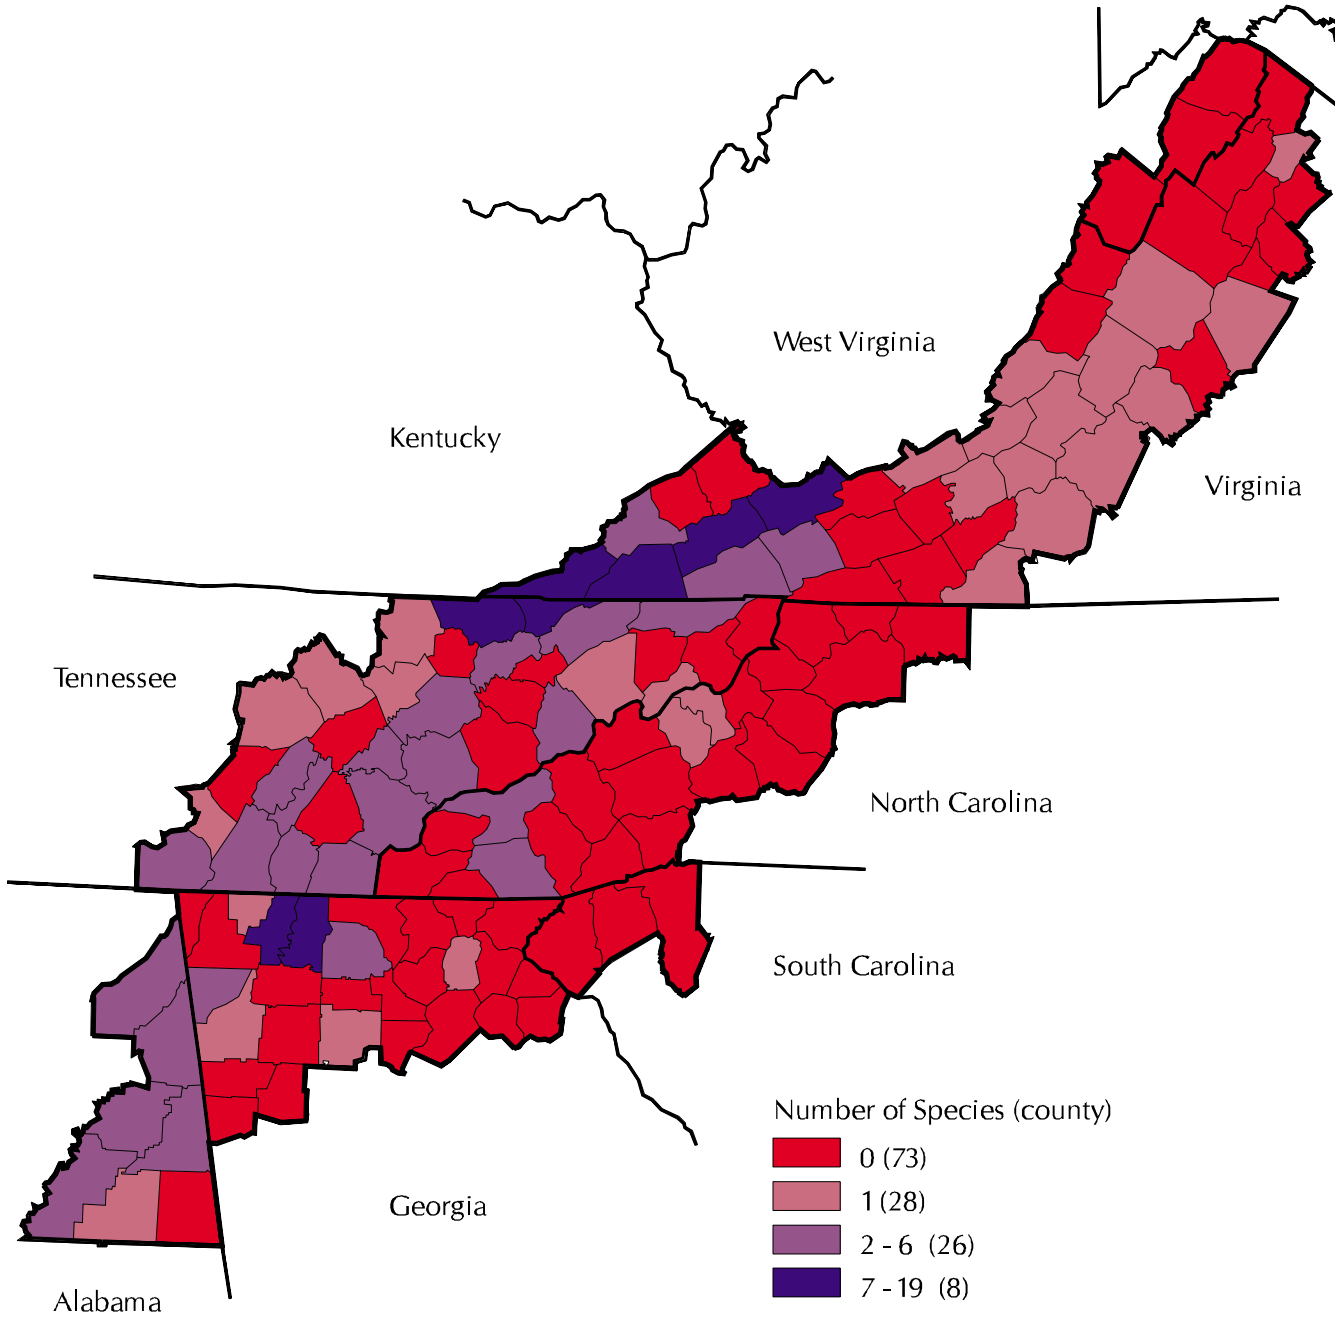 West Virginia
Kentucky
Virginia
Tennessee
North Carolina
South Carolina
Number of Species (county)
0 (73)
1 (28)
2 - 6 (26)
7 - 19 (8)
Georgia
Alabama